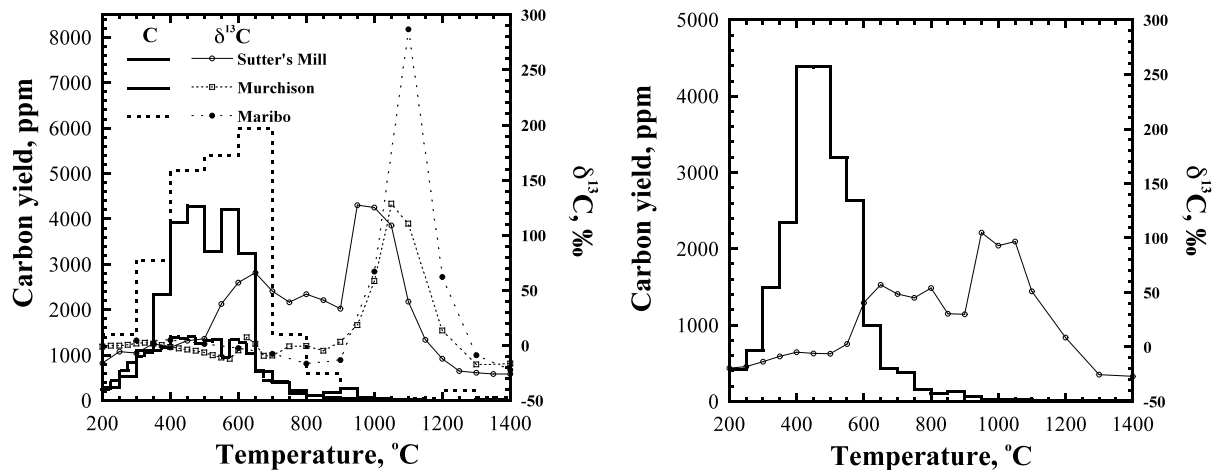 C δ¹³C
Sutter's Mill
Murchison
Maribo
Carbon yield, ppm
8000
7000
6000
5000
4000
3000
2000
1000
0
300
250
200
150
100
50
0
-50
δ¹³C, ‰
200 400 600 800 1000 1200 1400
Temperature, °C
Carbon yield, ppm
5000
4000
3000
2000
1000
0
300
250
200
150
100
50
0
-50
δ¹³C, ‰
200 400 600 800 1000 1200 1400
Temperature, °C